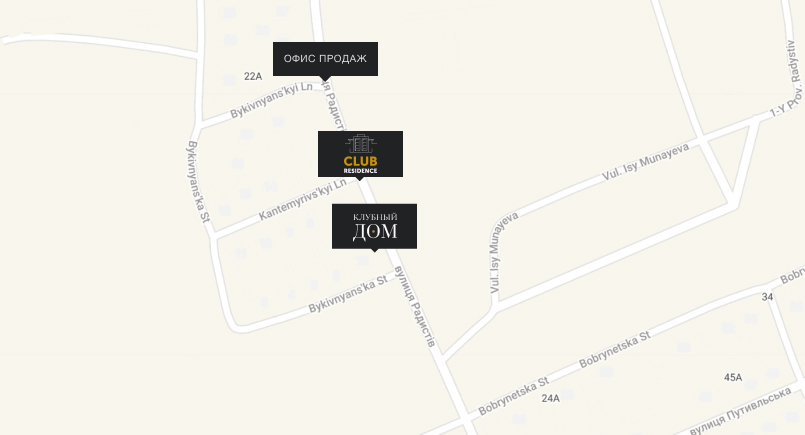 ОФИС ПРОДАЖ
22A
Bykivnyans'kyi Ln
ця Радисті
1-Y Prov. Radystiv
CLUB
RESIDENCE
Bykivnyans'ka St
Vul. Isy Munayeva
Kantemyrivs'kyi Ln
КЛУБНЫЙ
ДОМ
Vul. Isy Munayeva
Bykivnyans'ka St
вулиця Радистів
Bobry
34
Bobrynetska St
Bobrynetska St
45A
24A
вулиця Путивльська